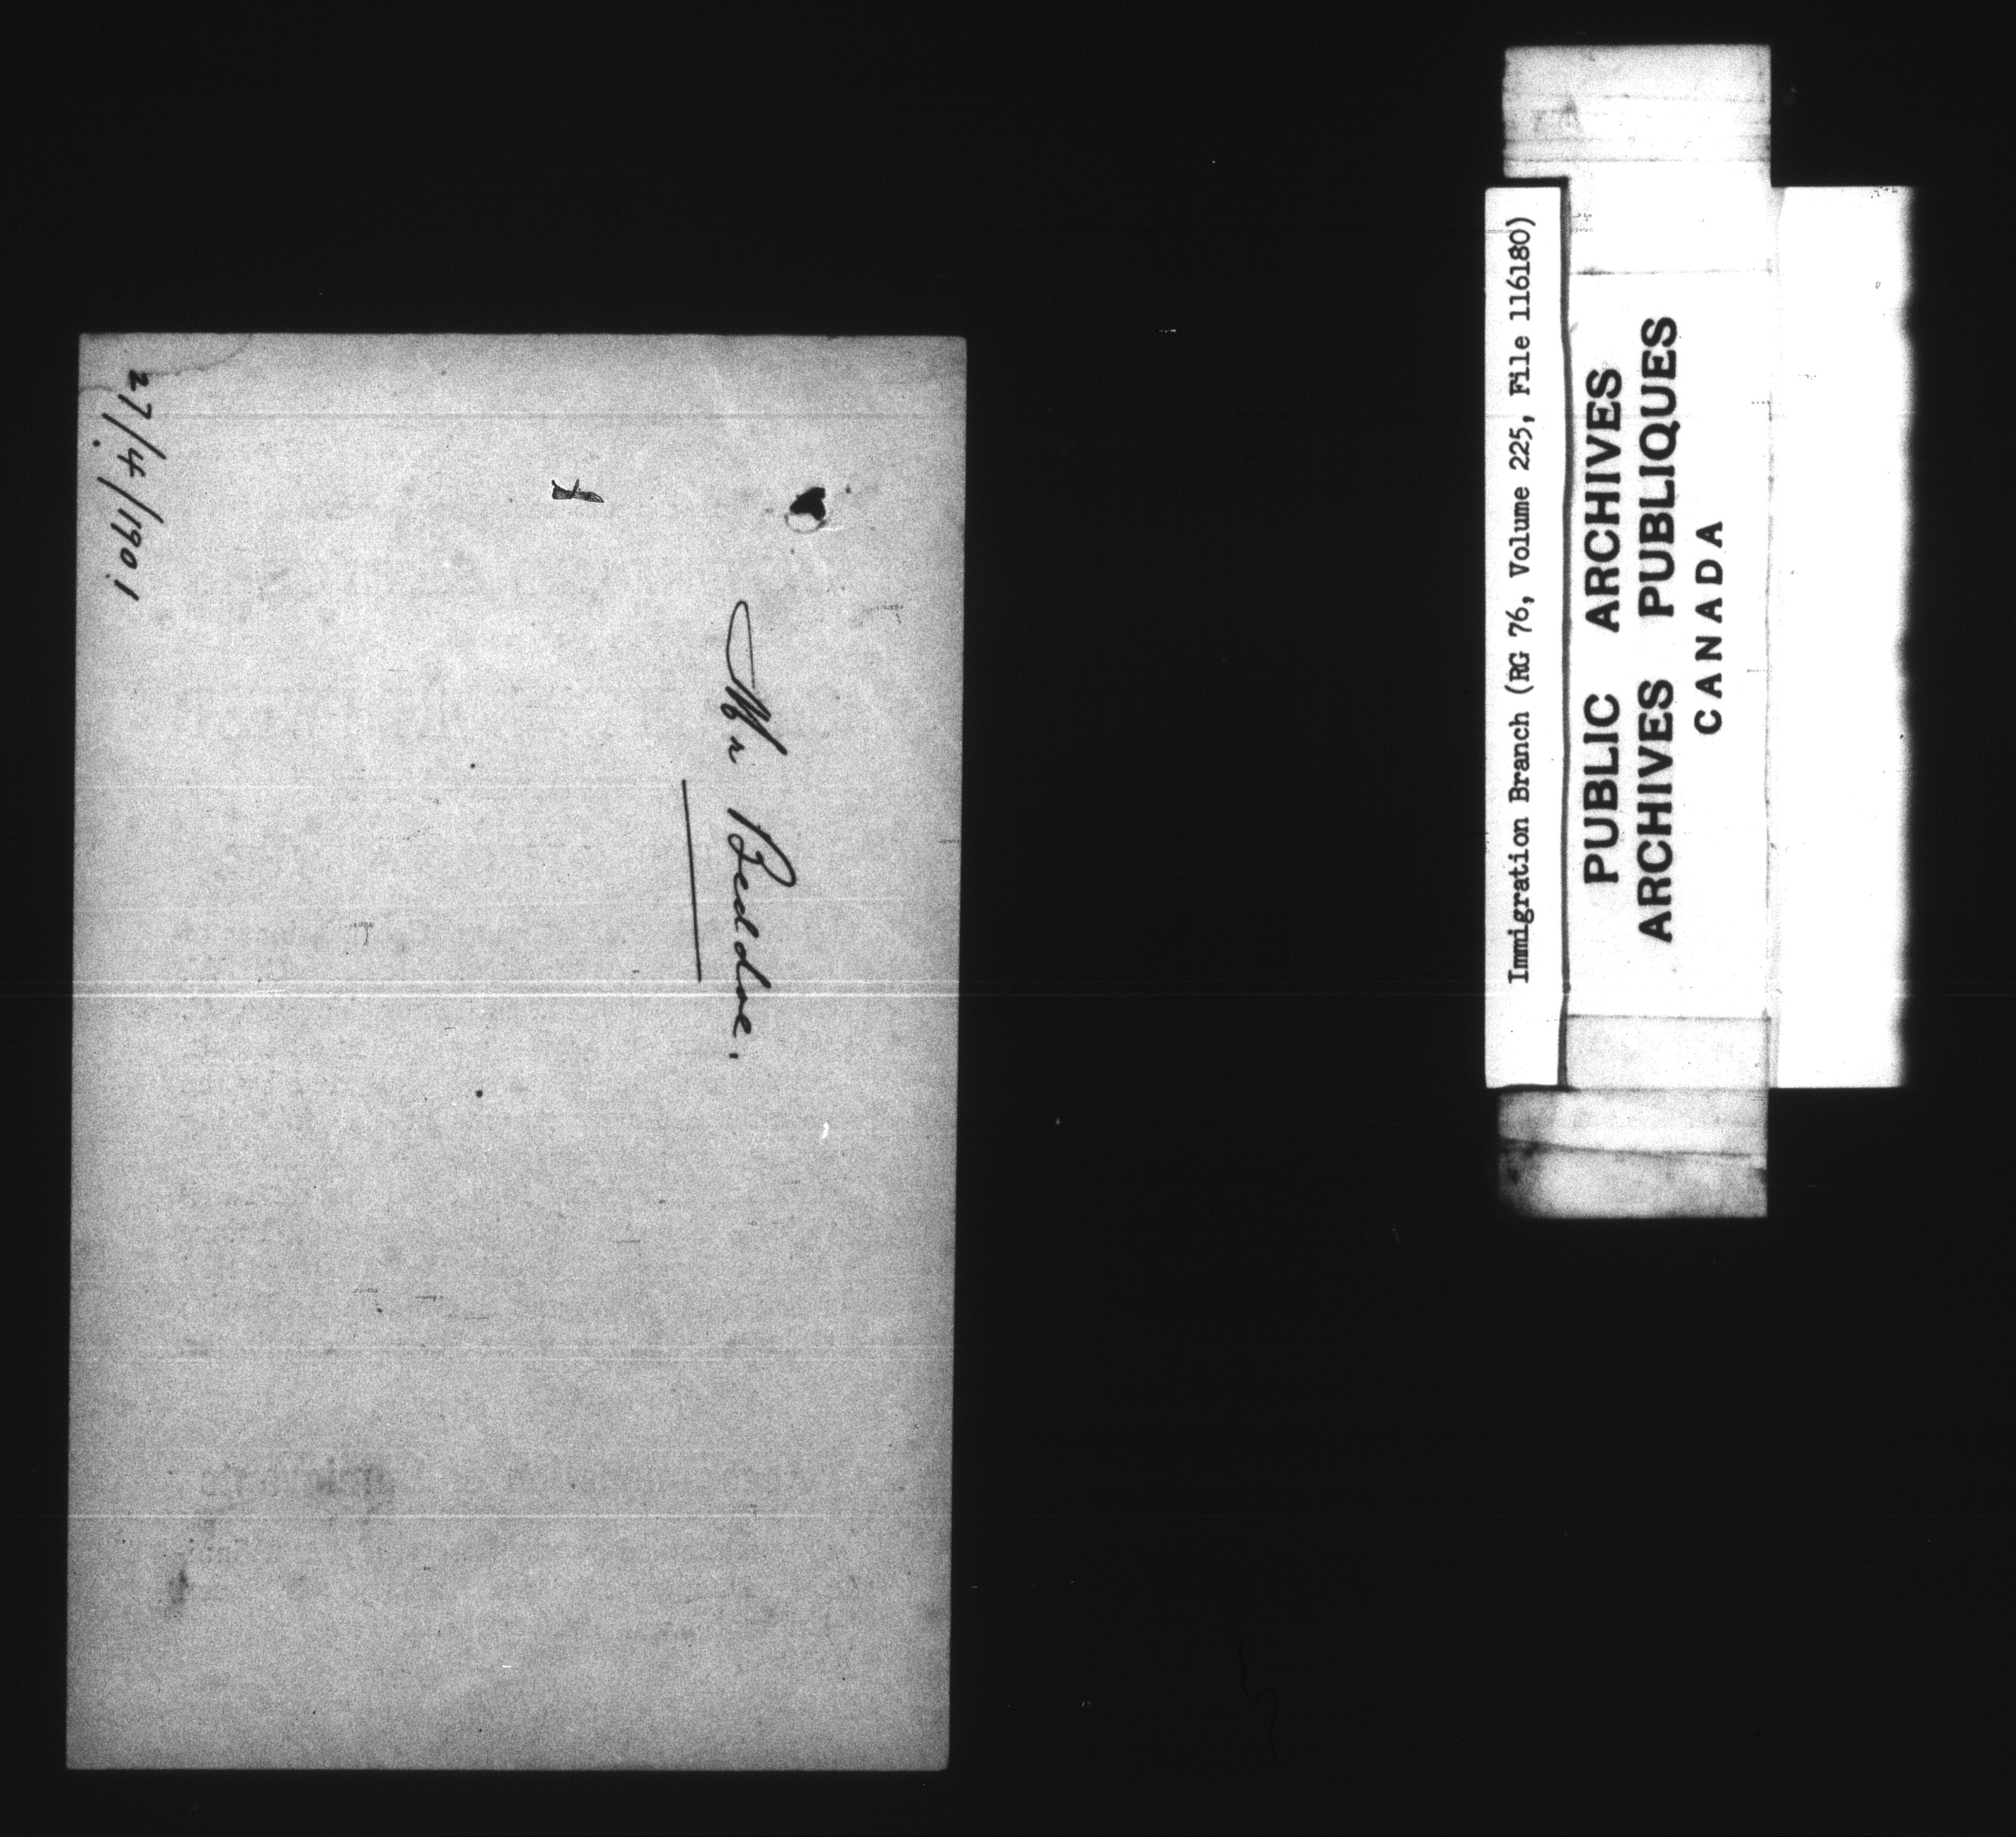 Mr Beddoe.
27/4/1901
Immigration Branch (RG 76, Volume 225, File 116180)
PUBLIC ARCHIVES
ARCHIVES PUBLIQUES
CANADA